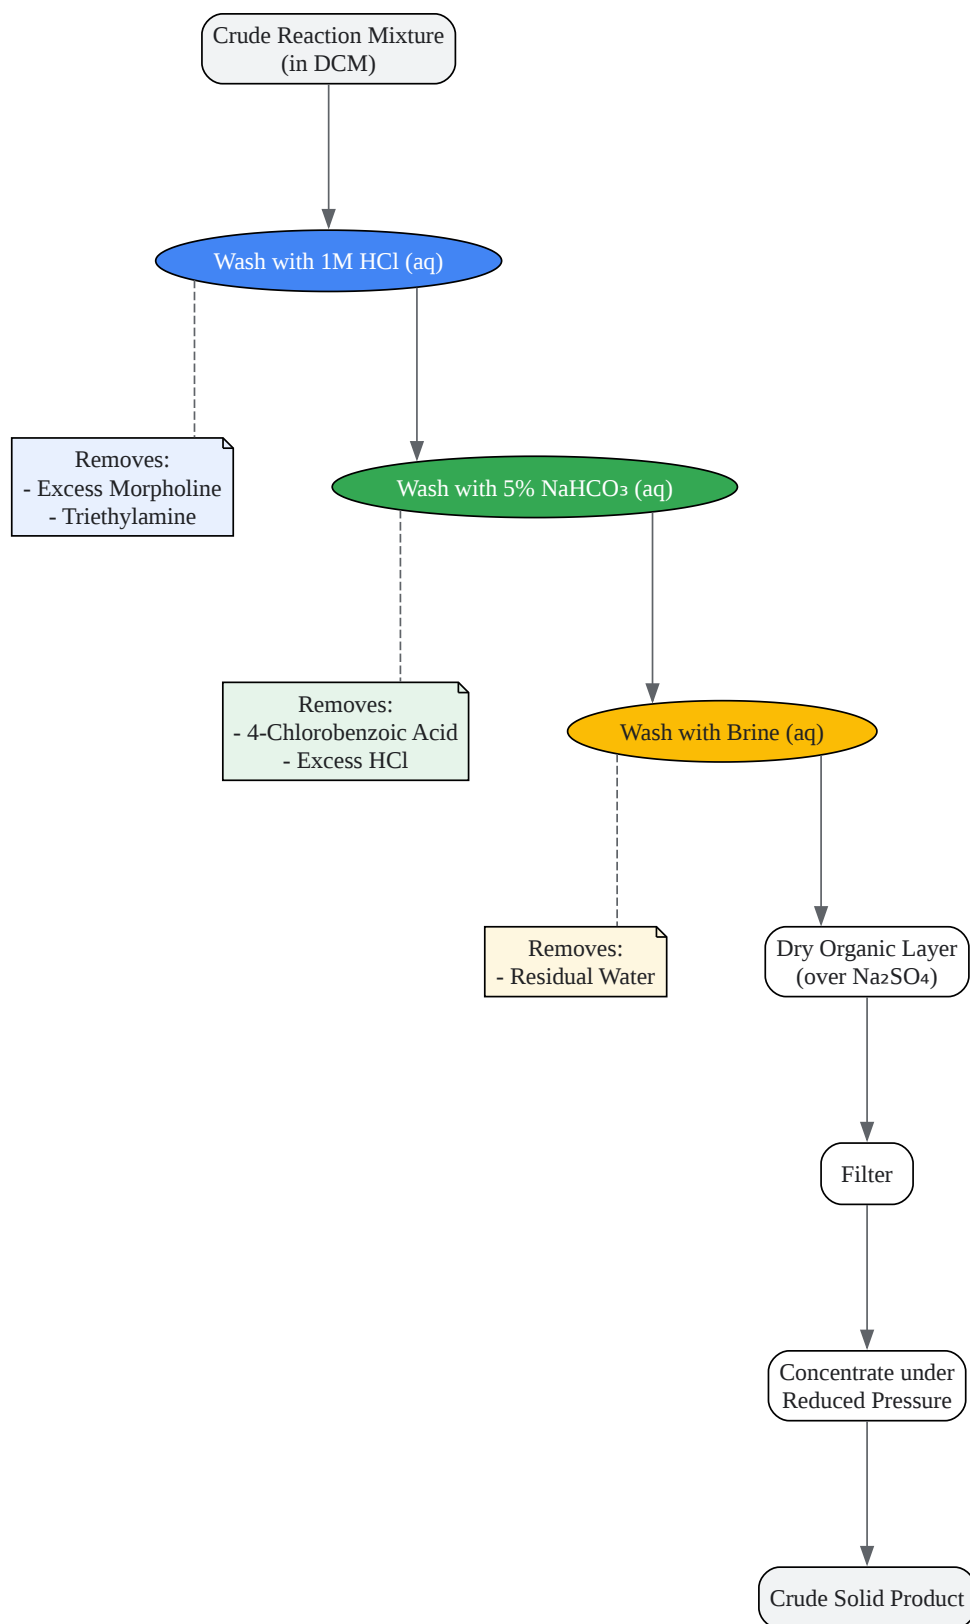 Crude Reaction Mixture
(in DCM)
Wash with 1M HCl (aq)
Removes:
- Excess Morpholine
- Triethylamine
Wash with 5% NaHCO₃ (aq)
Removes:
- 4-Chlorobenzoic Acid
- Excess HCl
Wash with Brine (aq)
Removes:
- Residual Water
Dry Organic Layer
(over Na₂SO₄)
Filter
Concentrate under
Reduced Pressure
Crude Solid Product